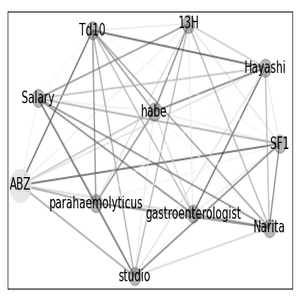 13H
Td10
Hayashi
Salary
habe
SF1
ABZ
parahaemolyticus
gastroenterologist
Narita
studio